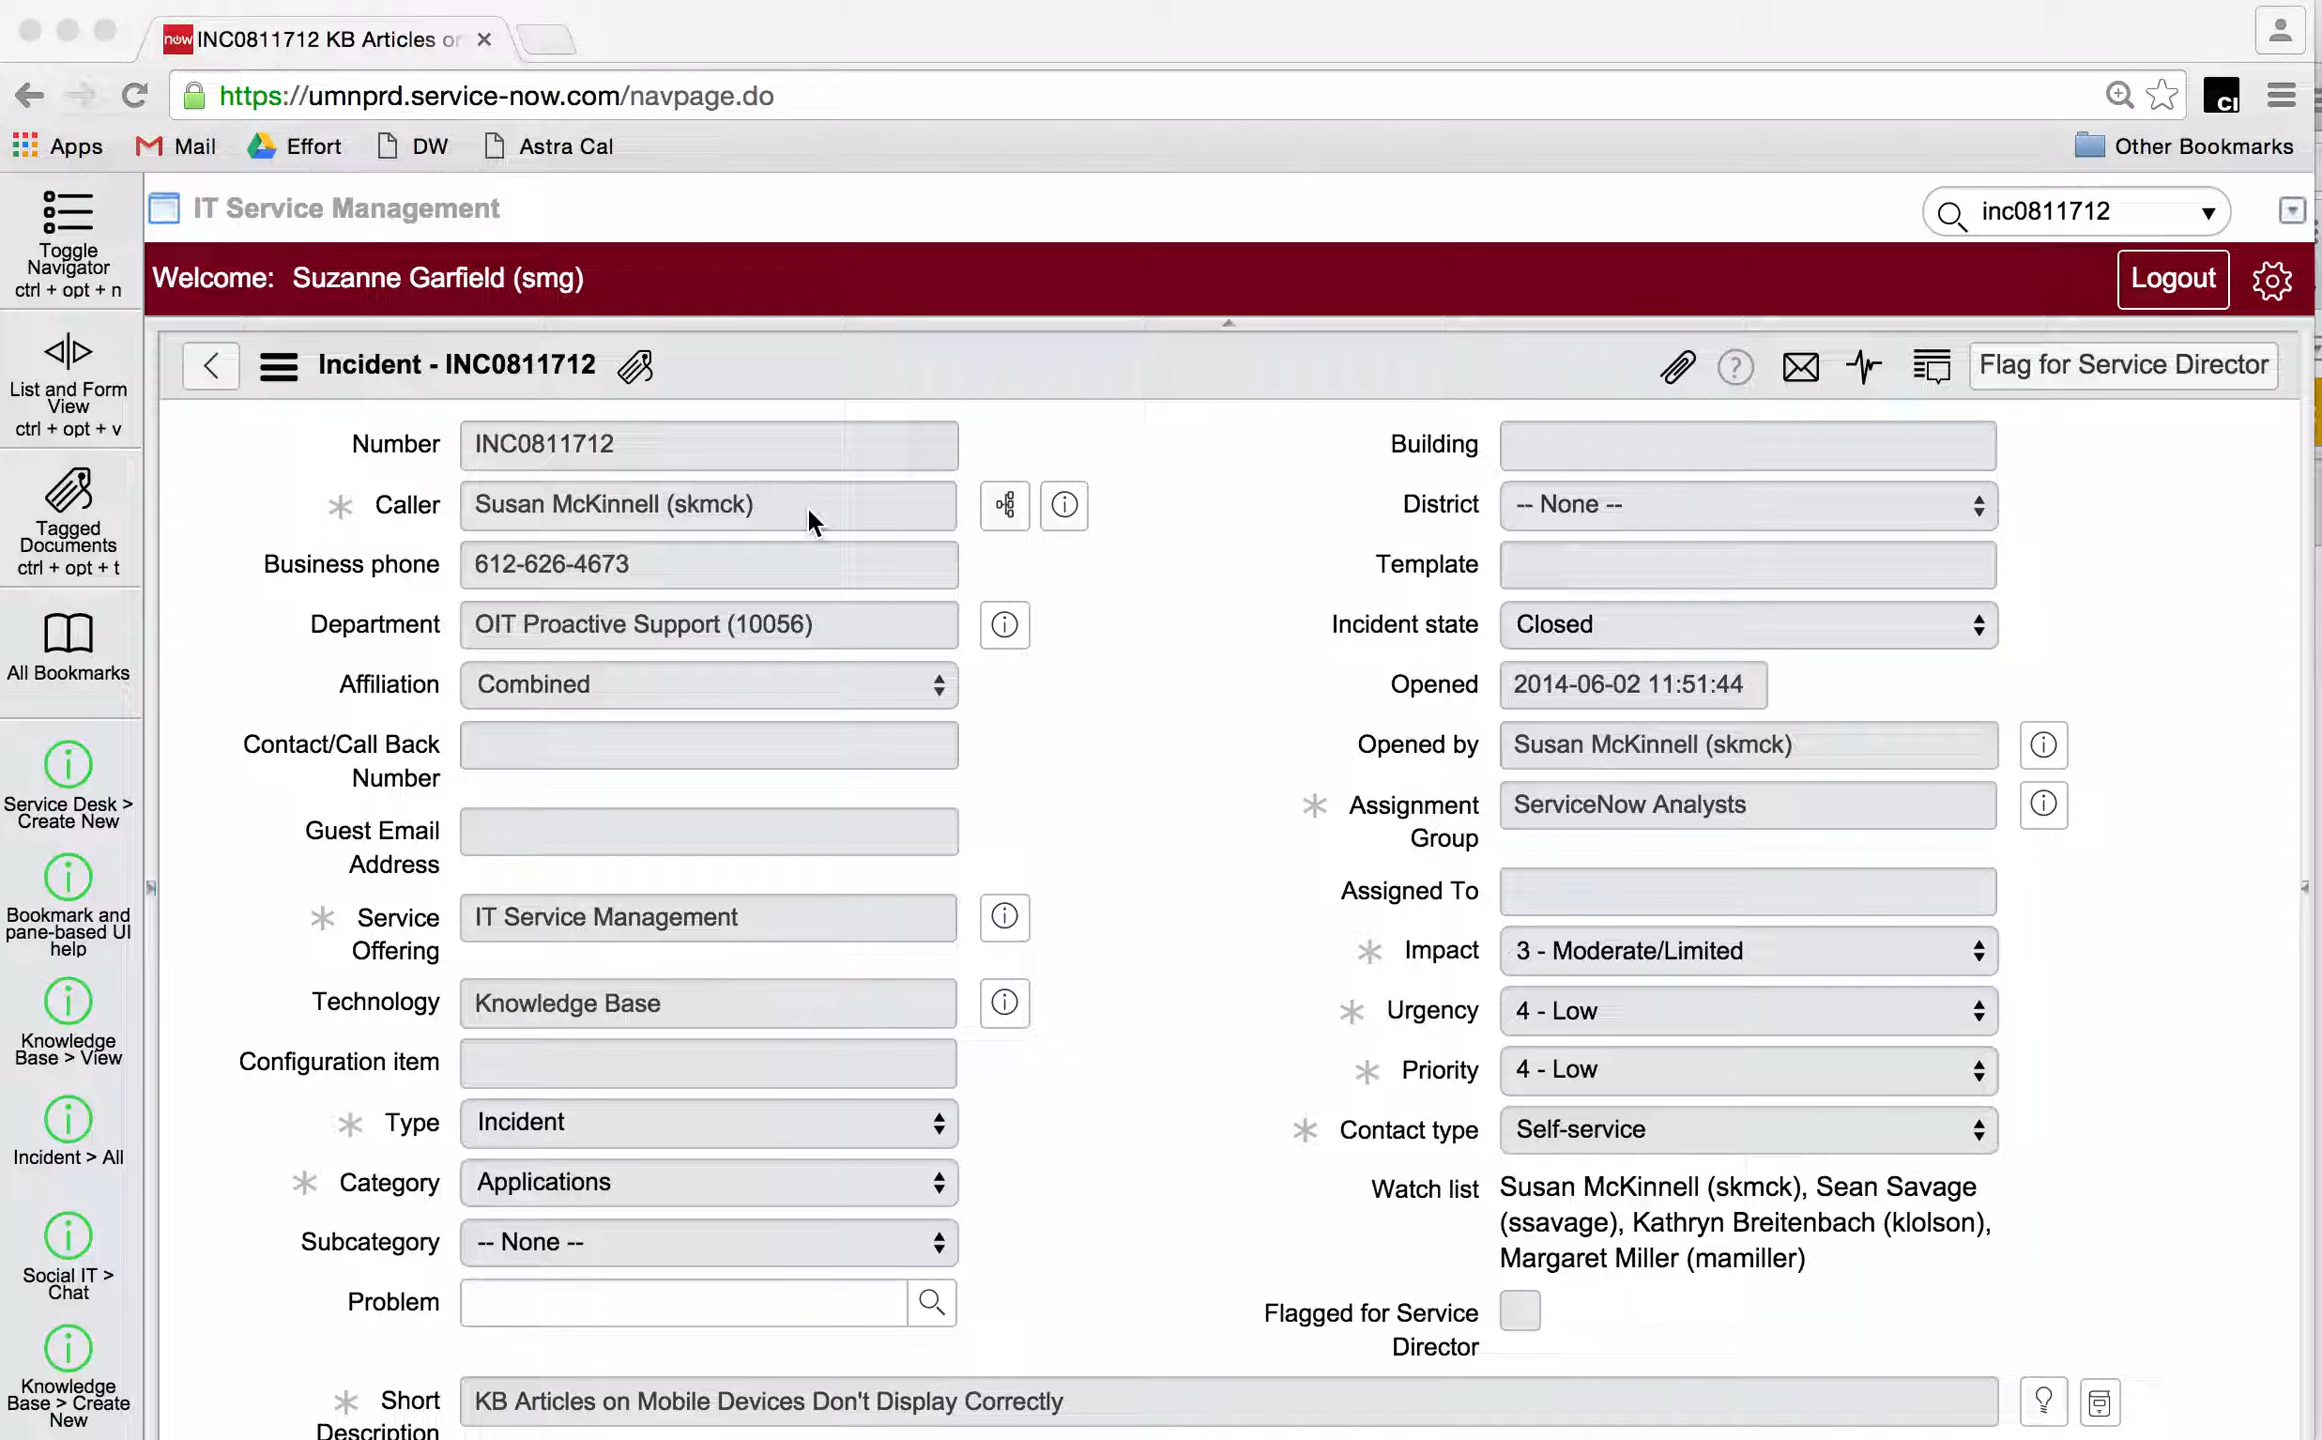 now INC0811712 KB Articles or
https://umnprd.service-now.com/navpage.do
CI
Apps Mail Effort DW Astra Cal Other Bookmarks
Toggle
Navigator
ctrl + opt + n
List and Form
View
ctrl + opt + v
Tagged
Documents
ctrl + opt + t
All Bookmarks
Service Desk >
Create New
Bookmark and
pane-based UI
help
Knowledge
Base > View
Incident > All
Social IT >
Chat
Knowledge
Base > Create
New
IT Service Management inc0811712
Welcome: Suzanne Garfield (smg) Logout
Incident - INC0811712 Flag for Service Director
Number INC0811712
Caller Susan McKinnell (skmck)
Business phone 612-626-4673
Department OIT Proactive Support (10056)
Affiliation Combined
Contact/Call Back
Number
Guest Email
Address
Service IT Service Management
Offering
Technology Knowledge Base
Configuration item
Type Incident
Category Applications
Subcategory -- None --
Problem
Building
District -- None --
Template
Incident state Closed
Opened 2014-06-02 11:51:44
Opened by Susan McKinnell (skmck)
Assignment ServiceNow Analysts
Group
Assigned To
Impact 3 - Moderate/Limited
Urgency 4 - Low
Priority 4 - Low
Contact type Self-service
Watch list Susan McKinnell (skmck), Sean Savage
(ssavage), Kathryn Breitenbach (klolson),
Margaret Miller (mamiller)
Flagged for Service
Director
Short KB Articles on Mobile Devices Don't Display Correctly
Description